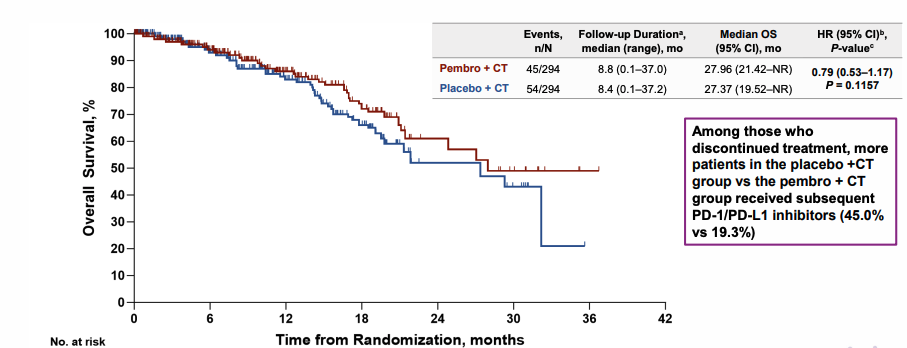 Events, n/N
Follow-up Durationᵃ, median (range), mo
Median OS (95% CI), mo
HR (95% CI)ᵇ, P-valueᶜ
Pembro + CT 45/294 8.8 (0.1–37.0) 27.96 (21.42–NR)
Placebo + CT 54/294 8.4 (0.1–37.2) 27.37 (19.52–NR)
0.79 (0.53–1.17)
P = 0.1157
Among those who
discontinued treatment, more
patients in the placebo +CT
group vs the pembro + CT
group received subsequent
PD-1/PD-L1 inhibitors (45.0%
vs 19.3%)
Overall Survival, %
100
90
80
70
60
50
40
30
20
10
0
0 6 12 18 24 30 36 42
Time from Randomization, months
No. at risk